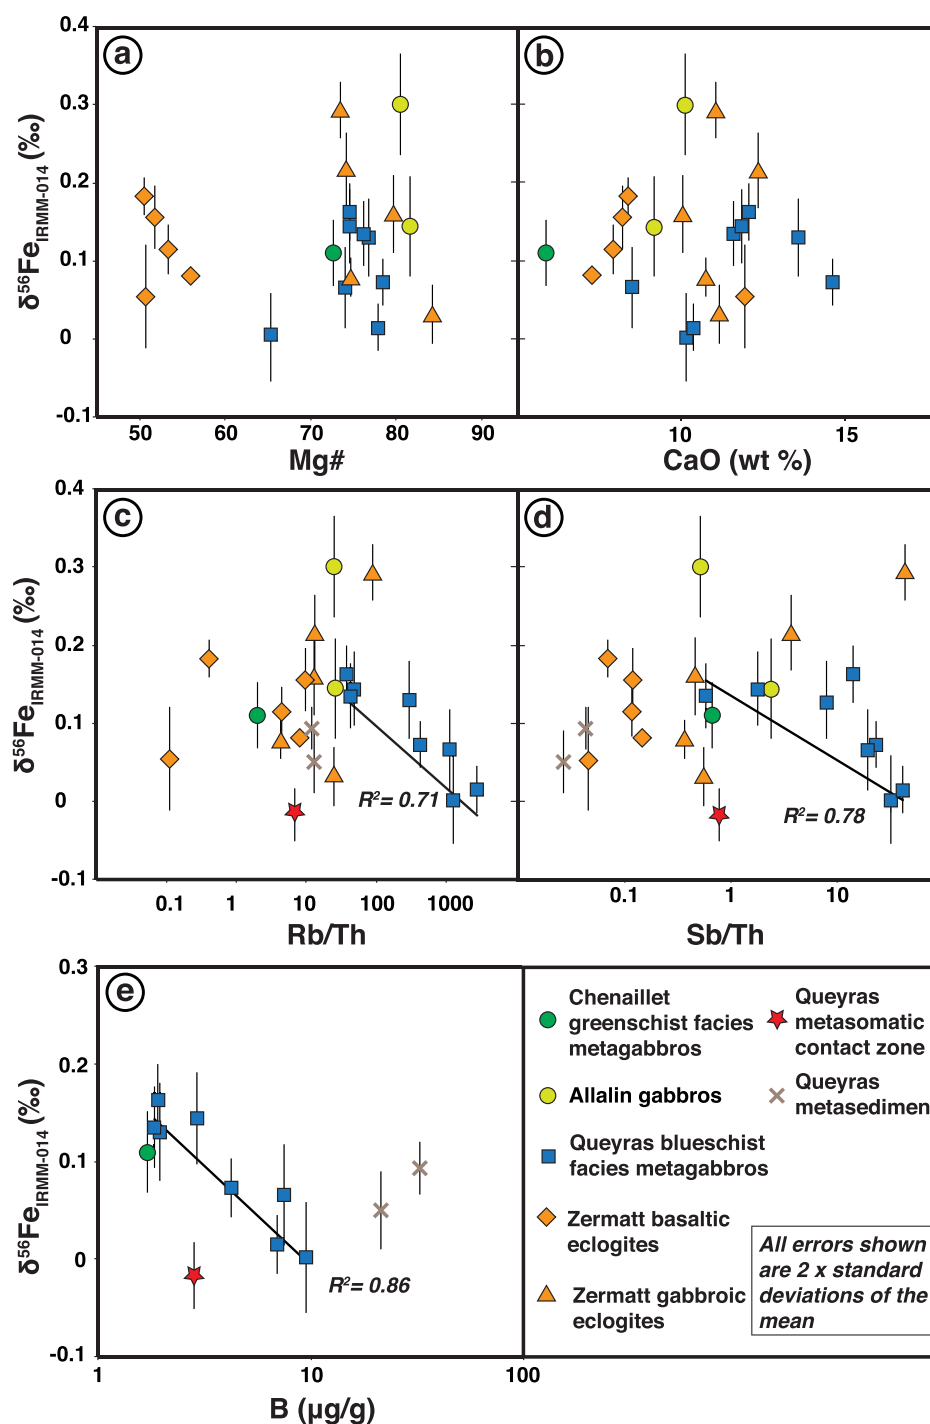 0.4
0.3
0.2
0.1
0
-0.1
δ⁵⁶Fe_IRMM-014 (‰)
a
b
50
60
70
80
90
10
15
Mg#
CaO (wt %)
0.4
0.3
0.2
0.1
0
-0.1
δ⁵⁶Fe_IRMM-014 (‰)
c
d
R²= 0.71
R²= 0.78
0.1
1
10
100
1000
0.1
1
10
Rb/Th
Sb/Th
0.3
0.2
0.1
0
-0.1
δ⁵⁶Fe_IRMM-014 (‰)
e
R²= 0.86
1
10
100
B (µg/g)
Chenaillet
greenschist facies
metagabbros
Queyras
metasomatic
contact zone
Allalin gabbros
Queyras
metasedimen
Queyras blueschist
facies metagabbros
Zermatt basaltic
eclogites
Zermatt gabbroic
eclogites
All errors shown
are 2 x standard
deviations of the
mean